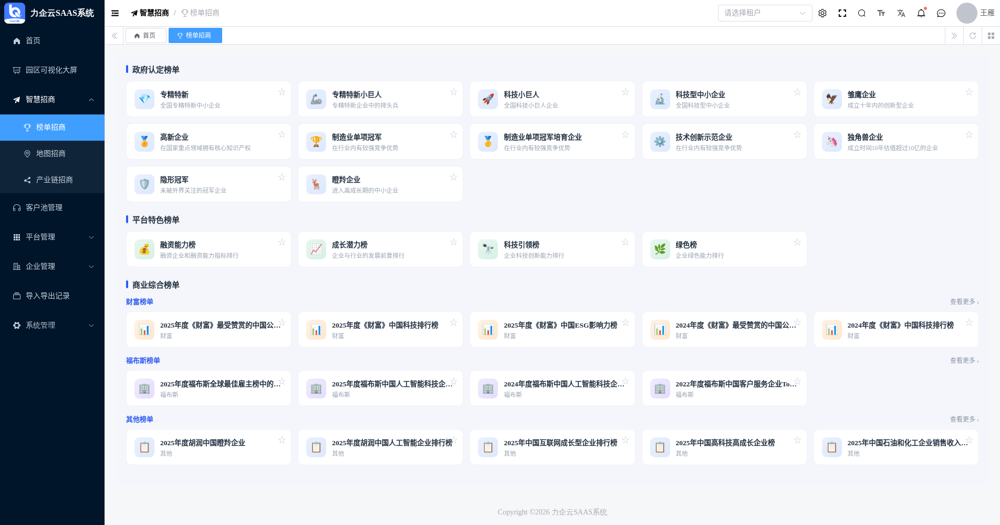 力企云SAAS系统
SaaS版
智慧招商 / 榜单招商
请选择租户
王雁
首页
榜单招商
首页
园区可视化大屏
智慧招商
榜单招商
地图招商
产业链招商
客户池管理
平台管理
企业管理
导入导出记录
系统管理
政府认定榜单
专精特新
全国专精特新中小企业
专精特新小巨人
专精特新企业中的排头兵
科技小巨人
全国科技小巨人企业
科技型中小企业
全国科技型中小企业
雏鹰企业
成立十年内的创新型企业
高新企业
在国家重点领域拥有核心知识产权
制造业单项冠军
在行业内有较强竞争优势
制造业单项冠军培育企业
在行业内有较强竞争优势
技术创新示范企业
在行业内有较强竞争优势
独角兽企业
成立时间10年估值超过10亿的企业
隐形冠军
未被外界关注的冠军企业
瞪羚企业
进入高成长期的中小企业
平台特色榜单
融资能力榜
融资企业和融资能力指标排行
成长潜力榜
企业与行业的发展前景排行
科技引领榜
企业科技创新能力排行
绿色榜
企业绿色能力排行
商业综合榜单
财富榜单
查看更多 ›
2025年度《财富》最受赞赏的中国公…
财富
2025年度《财富》中国科技排行榜
财富
2025年度《财富》中国ESG影响力榜
财富
2024年度《财富》最受赞赏的中国公…
财富
2024年度《财富》中国科技排行榜
财富
福布斯榜单
查看更多 ›
2025年度福布斯全球最佳雇主榜中的…
福布斯
2025年度福布斯中国人工智能科技企…
福布斯
2024年度福布斯中国人工智能科技企…
福布斯
2022年度福布斯中国客户服务企业To…
福布斯
其他榜单
查看更多 ›
2025年度胡润中国瞪羚企业
其他
2025年度胡润中国人工智能企业排行榜
其他
2025年中国互联网成长型企业排行榜
其他
2025年中国高科技高成长企业榜
其他
2025年中国石油和化工企业销售收入…
其他
Copyright ©2026 力企云SAAS系统